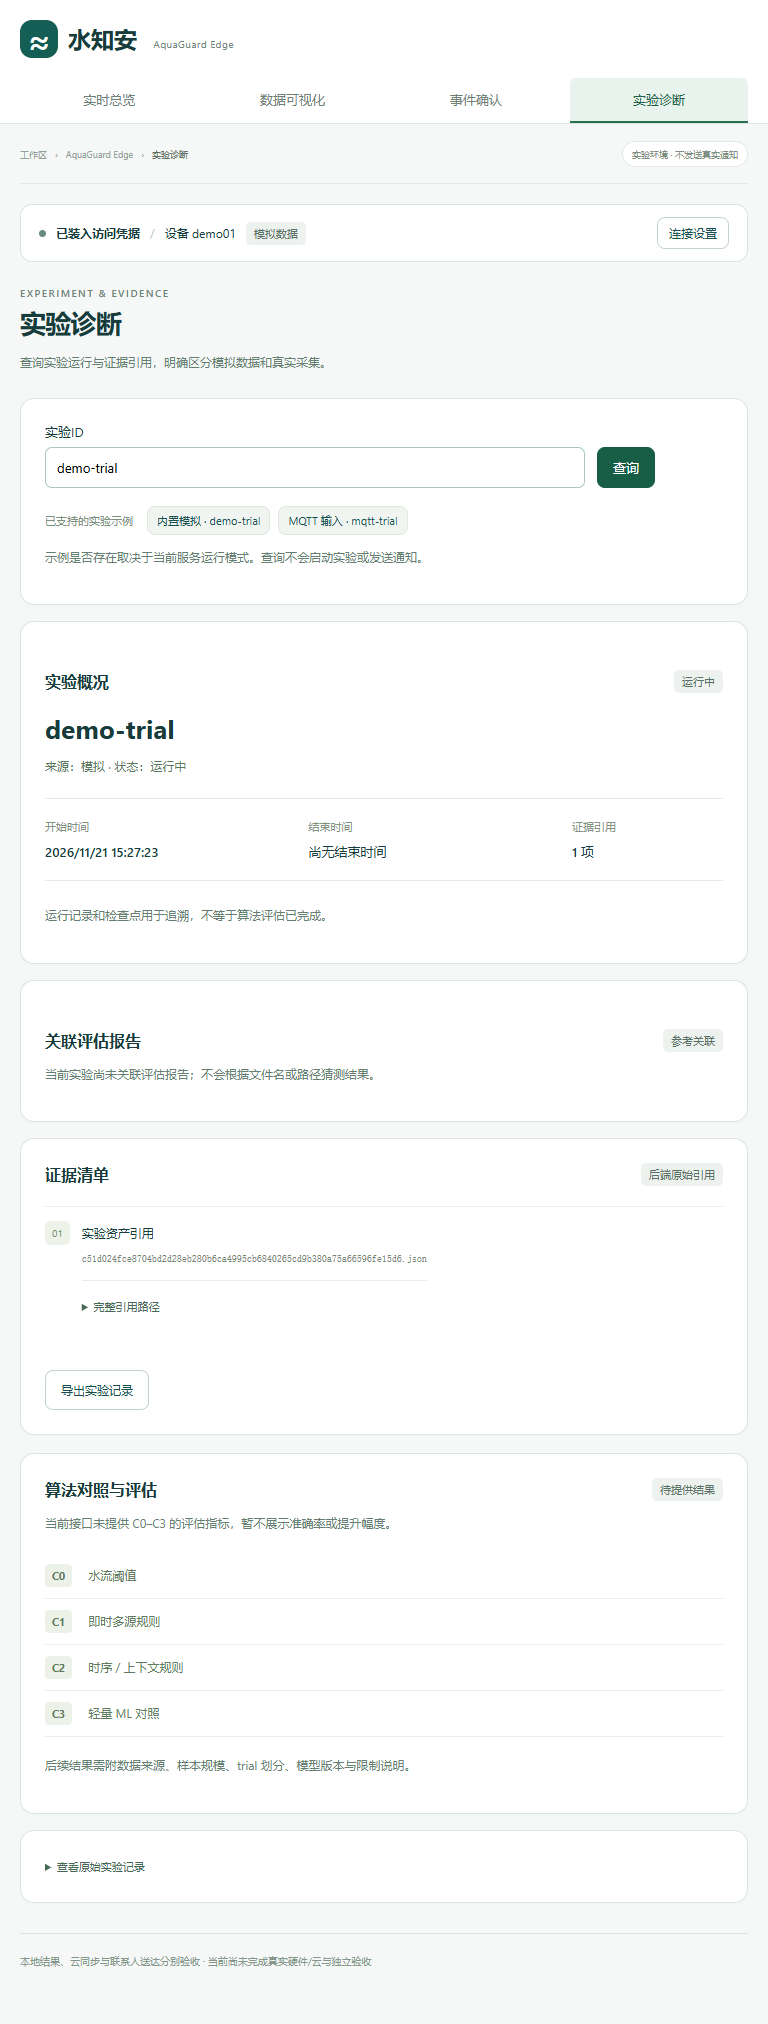 ≈ 水知安 AquaGuard Edge
实时总览 数据可视化 事件确认 实验诊断
工作区 › AquaGuard Edge › 实验诊断 实验环境 · 不发送真实通知
已装入访问凭据 / 设备 demo01 模拟数据 连接设置
EXPERIMENT & EVIDENCE
实验诊断
查询实验运行与证据引用，明确区分模拟数据和真实采集。
实验ID
demo-trial 查询
已支持的实验示例 内置模拟 · demo-trial MQTT 输入 · mqtt-trial
示例是否存在取决于当前服务运行模式。查询不会启动实验或发送通知。
实验概况 运行中
demo-trial
来源：模拟 · 状态：运行中
开始时间 结束时间 证据引用
2026/11/21 15:27:23 尚无结束时间 1 项
运行记录和检查点用于追溯，不等于算法评估已完成。
关联评估报告 参考关联
当前实验尚未关联评估报告；不会根据文件名或路径猜测结果。
证据清单 后端原始引用
01 实验资产引用
c51d024fce8704bd2d28eb280b6ca4995cb6840265cd9b380a75a66596fe15d6.json
▶ 完整引用路径
导出实验记录
算法对照与评估 待提供结果
当前接口未提供 C0–C3 的评估指标，暂不展示准确率或提升幅度。
C0 水流阈值
C1 即时多源规则
C2 时序 / 上下文规则
C3 轻量 ML 对照
后续结果需附数据来源、样本规模、trial 划分、模型版本与限制说明。
▶ 查看原始实验记录
本地结果、云同步与联系人送达分别验收 · 当前尚未完成真实硬件/云与独立验收